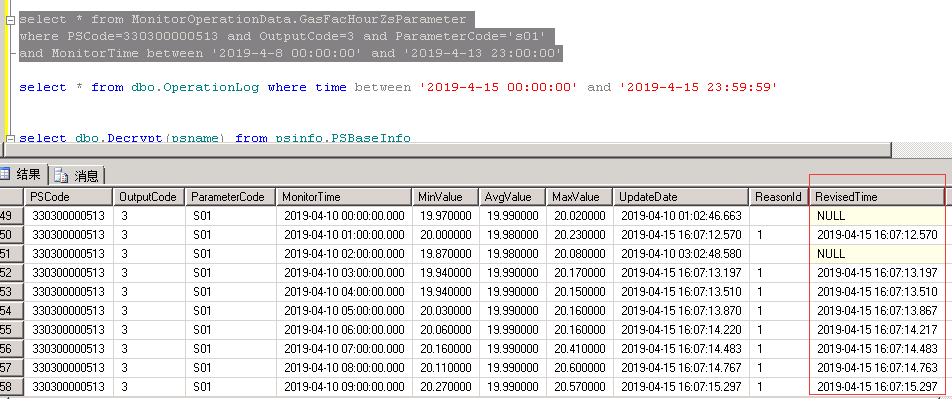 select * from MonitorOperationData.GasFacHourZsParameter
where PSCode=330300000513 and OutputCode=3 and ParameterCode='s01'
and MonitorTime between '2019-4-8 00:00:00' and '2019-4-13 23:00:00'
select * from dbo.OperationLog where time between '2019-4-15 00:00:00' and '2019-4-15 23:59:59'
select dbo.Decrypt(psname) from psinfo.PSBaseInfo
结果 消息
PSCode OutputCode ParameterCode MonitorTime MinValue AvgValue MaxValue UpdateDate ReasonId RevisedTime
49 330300000513 3 S01 2019-04-10 00:00:00.000 19.970000 19.990000 20.020000 2019-04-10 01:02:46.663 NULL
50 330300000513 3 S01 2019-04-10 01:00:00.000 20.000000 19.980000 20.230000 2019-04-15 16:07:12.570 1 2019-04-15 16:07:12.570
51 330300000513 3 S01 2019-04-10 02:00:00.000 19.870000 19.980000 20.080000 2019-04-10 03:02:48.580 NULL
52 330300000513 3 S01 2019-04-10 03:00:00.000 19.940000 19.990000 20.170000 2019-04-15 16:07:13.197 1 2019-04-15 16:07:13.197
53 330300000513 3 S01 2019-04-10 04:00:00.000 19.940000 19.990000 20.150000 2019-04-15 16:07:13.510 1 2019-04-15 16:07:13.510
54 330300000513 3 S01 2019-04-10 05:00:00.000 20.030000 19.990000 20.160000 2019-04-15 16:07:13.870 1 2019-04-15 16:07:13.867
55 330300000513 3 S01 2019-04-10 06:00:00.000 20.060000 19.990000 20.160000 2019-04-15 16:07:14.220 1 2019-04-15 16:07:14.217
56 330300000513 3 S01 2019-04-10 07:00:00.000 20.160000 19.990000 20.410000 2019-04-15 16:07:14.483 1 2019-04-15 16:07:14.483
57 330300000513 3 S01 2019-04-10 08:00:00.000 20.110000 19.990000 20.600000 2019-04-15 16:07:14.767 1 2019-04-15 16:07:14.763
58 330300000513 3 S01 2019-04-10 09:00:00.000 20.270000 19.990000 20.570000 2019-04-15 16:07:15.297 1 2019-04-15 16:07:15.297